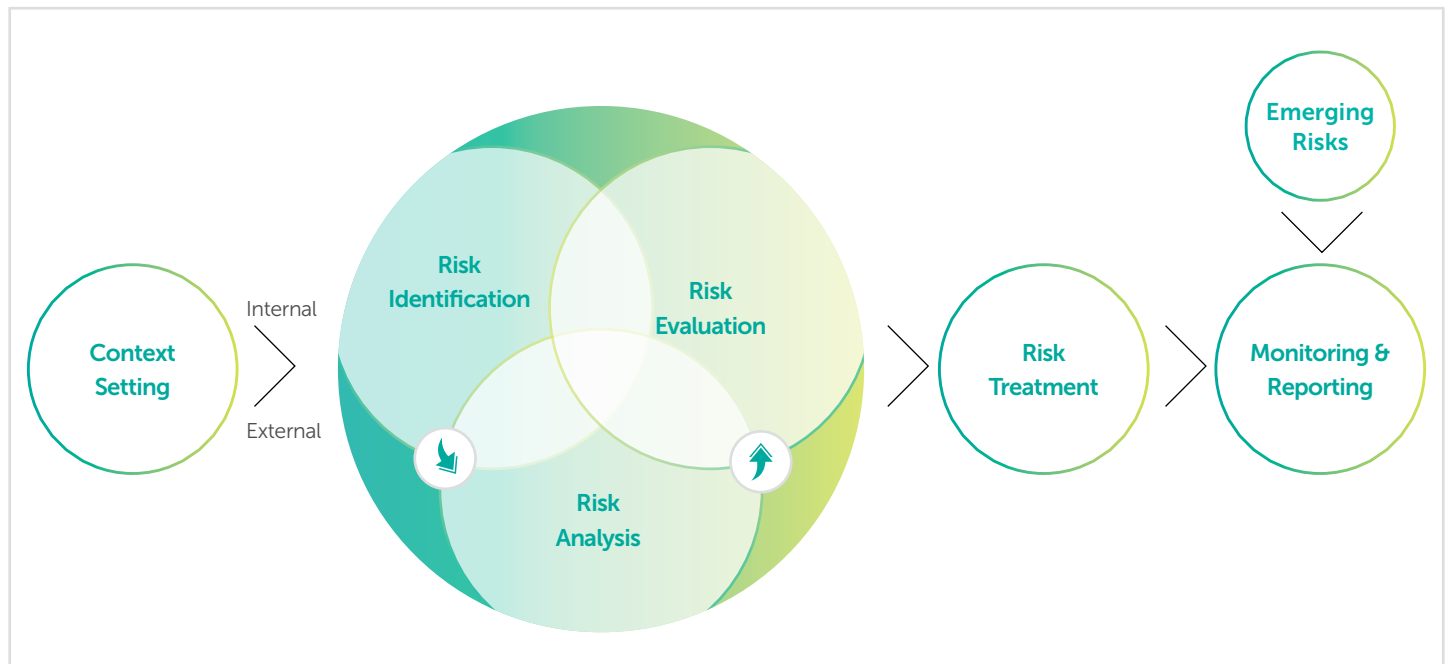 Context
Setting
Internal
External
Risk
Identification
Risk
Evaluation
Risk
Analysis
Risk
Treatment
Emerging
Risks
Monitoring &
Reporting